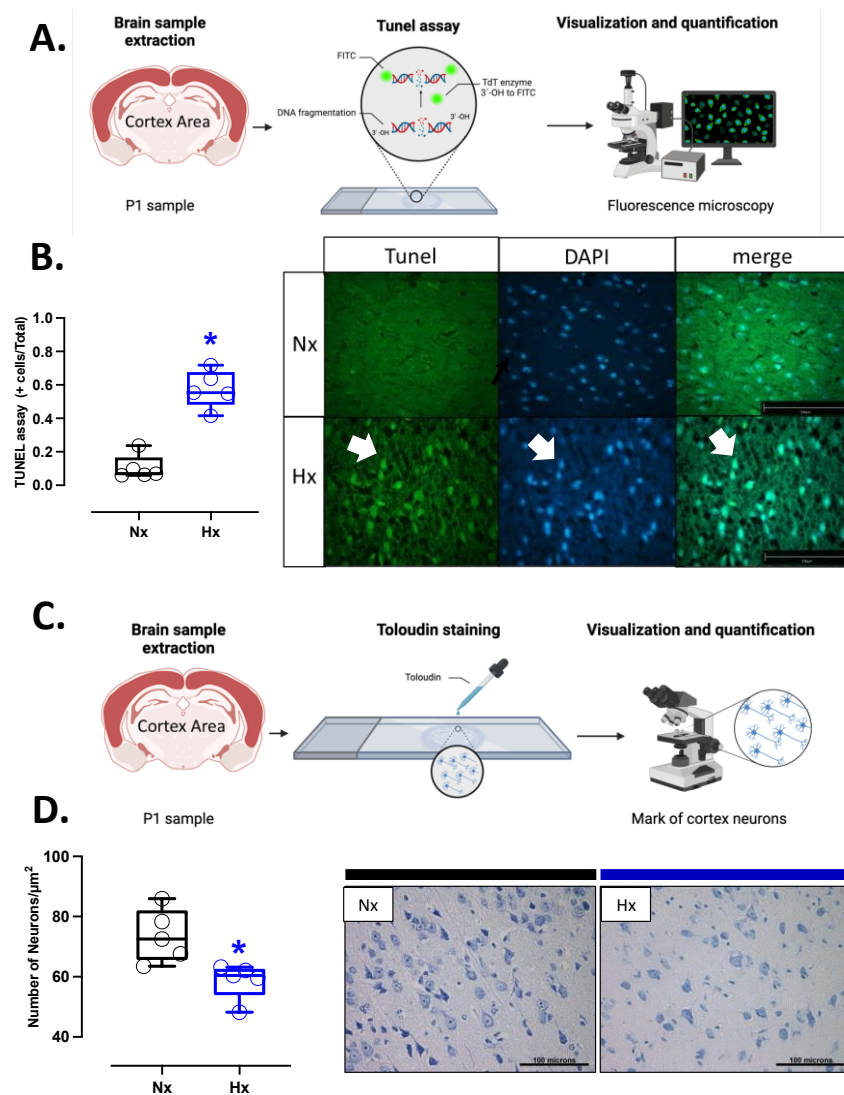 A.
Brain sample
extraction
Cortex Area
P1 sample
Tunel assay
FITC
TdT enzyme
3´-OH to FITC
DNA fragmentation
3´-OH
3´-OH
Visualization and quantification
Fluorescence microscopy
B.
TUNEL assay (+ cells/Total)
1.0
0.8
0.6
0.4
0.2
0.0
*
Nx
Hx
Tunel
DAPI
merge
Nx
Hx
C.
Brain sample
extraction
Cortex Area
P1 sample
Toloudin staining
Toloudin
Visualization and quantification
Mark of cortex neurons
D.
Number of Neurons/µm²
100
80
60
40
*
Nx
Hx
Nx
100 microns
Hx
100 microns